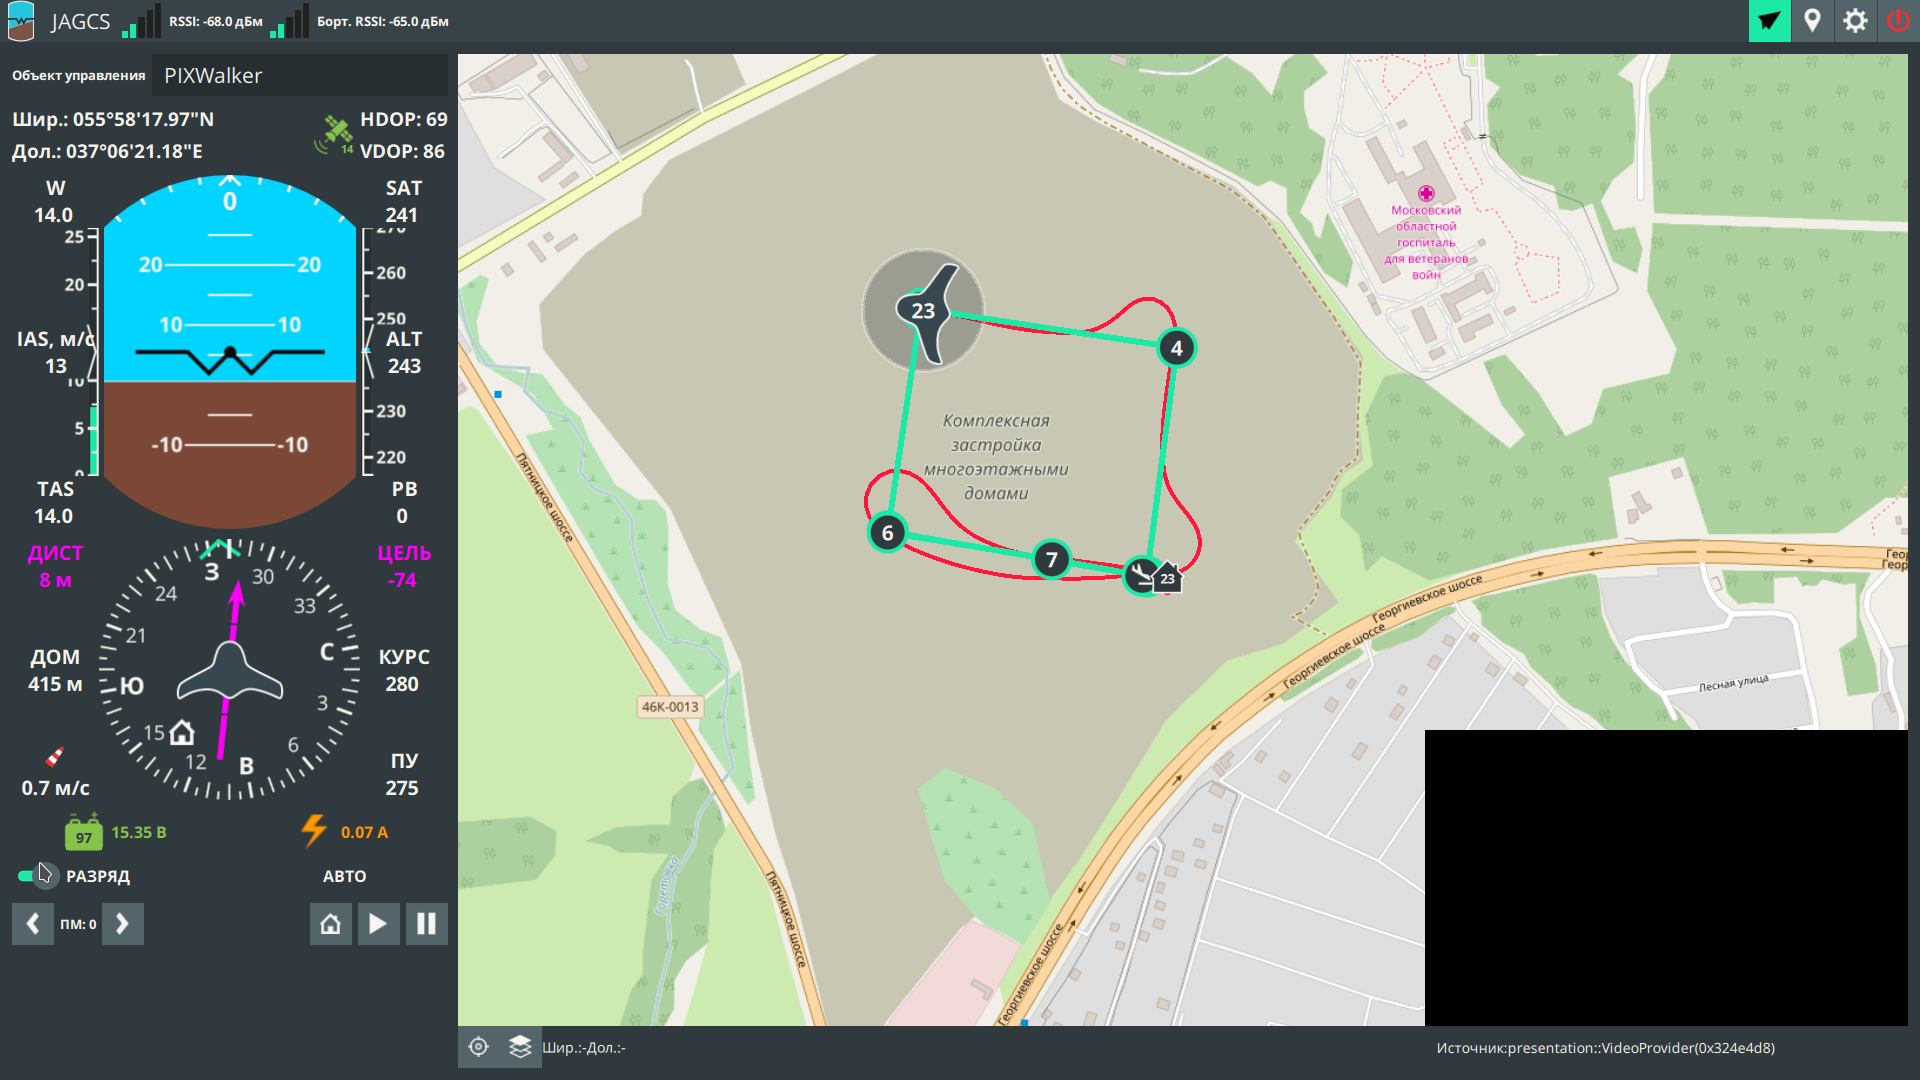 JAGCS
RSSI: -68.0 дБм
Борт. RSSI: -65.0 дБм
Объект управления
PIXWalker
Шир.: 055°58'17.97"N
Дол.: 037°06'21.18"E
14
HDOP: 69
VDOP: 86
W
14.0
SAT
241
0
20
20
10
10
-10
-10
25
20
10
5
0
IAS, м/с
13
270
260
250
230
220
ALT
243
TAS
14.0
РВ
0
ДИСТ
8 м
ЦЕЛЬ
-74
З
30
33
С
3
6
В
12
15
Ю
21
24
ДОМ
415 м
КУРС
280
0.7 м/с
ПУ
275
97
15.35 В
0.07 А
РАЗРЯД
АВТО
ПМ: 0
23
4
6
7
23
Комплексная
застройка
многоэтажными
домами
Московский
областной
госпиталь
для ветеранов
войн
Пятницкое шоссе
Пятницкое шоссе
46К-0013
Горетовка
Георгиевское шоссе
Георгиевское шоссе
Георгиевское шоссе
Геор
Георг
Лесная улица
Шир.:-Дол.:-
Источник:presentation::VideoProvider(0x324e4d8)